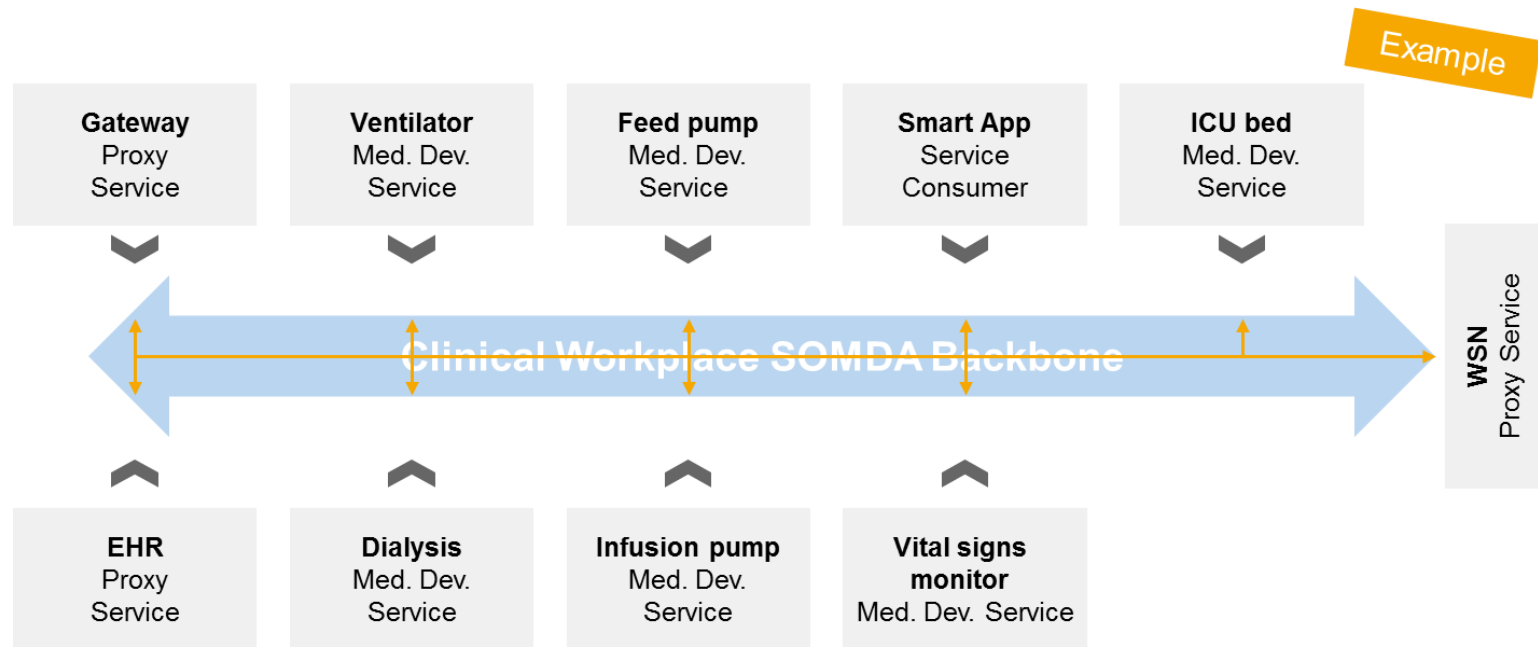 Example
Gateway
Proxy
Service
Ventilator
Med. Dev.
Service
Feed pump
Med. Dev.
Service
Smart App
Service
Consumer
ICU bed
Med. Dev.
Service
Clinical Workplace SOMDA Backbone
WSN
Proxy Service
EHR
Proxy
Service
Dialysis
Med. Dev.
Service
Infusion pump
Med. Dev.
Service
Vital signs
monitor
Med. Dev. Service